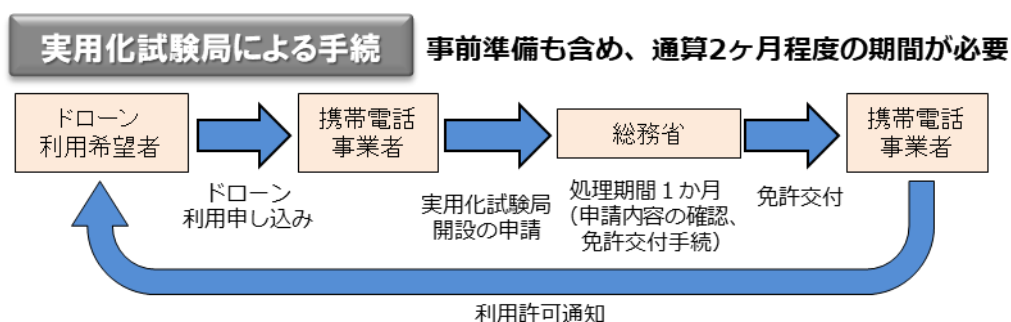 実用化試験局による手続
事前準備も含め、通算2ヶ月程度の期間が必要
ドローン
利用希望者
ドローン
利用申し込み
携帯電話
事業者
実用化試験局
開設の申請
総務省
処理期間１か月
（申請内容の確認、
免許交付手続）
免許交付
携帯電話
事業者
利用許可通知